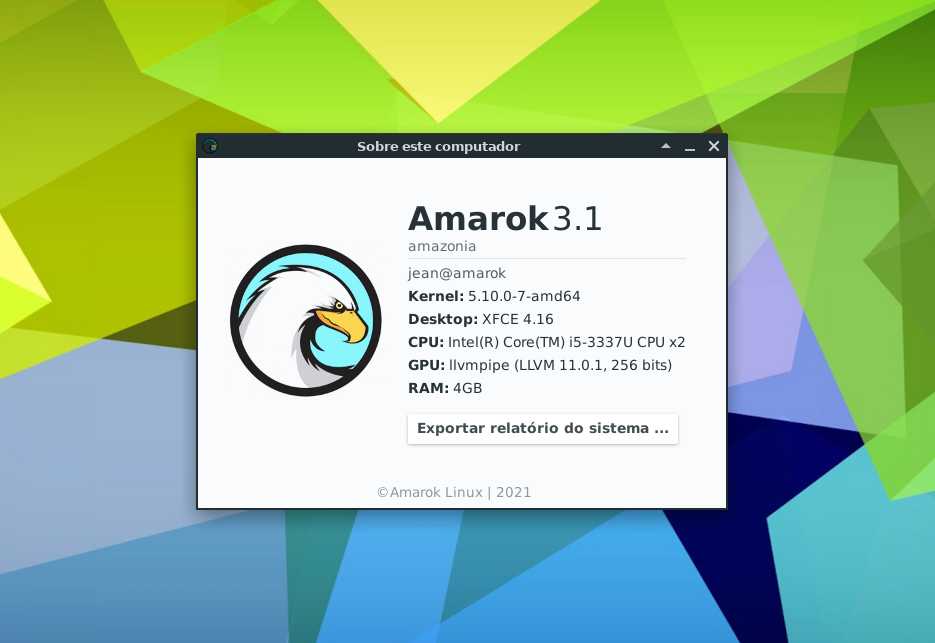 Sobre este computador
Amarok 3.1
amazonia
jean@amarok
Kernel: 5.10.0-7-amd64
Desktop: XFCE 4.16
CPU: Intel(R) Core(TM) i5-3337U CPU x2
GPU: llvmpipe (LLVM 11.0.1, 256 bits)
RAM: 4GB
Exportar relatório do sistema ...
©Amarok Linux | 2021